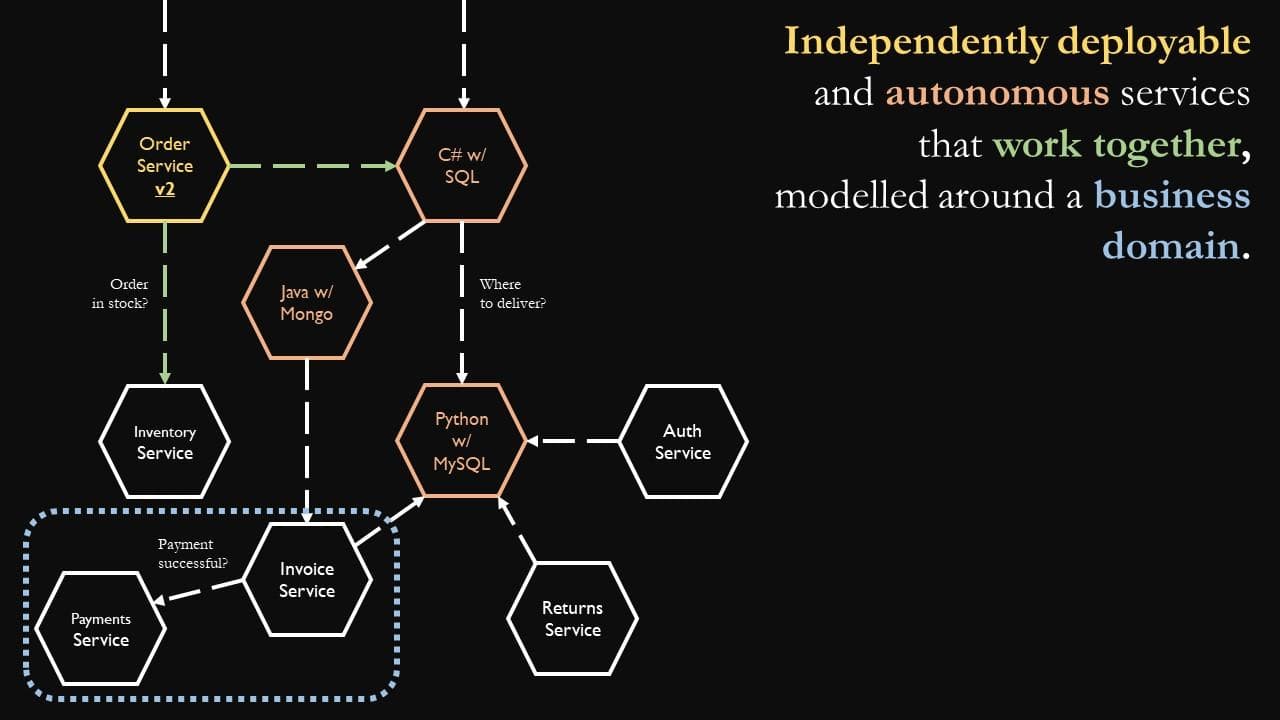 Independently deployable
and autonomous services
that work together,
modelled around a business
domain.
Order
Service
v2
C# w/
SQL
Order
in stock?
Java w/
Mongo
Where
to deliver?
Inventory
Service
Python
w/
MySQL
Auth
Service
Payment
successful?
Invoice
Service
Payments
Service
Returns
Service